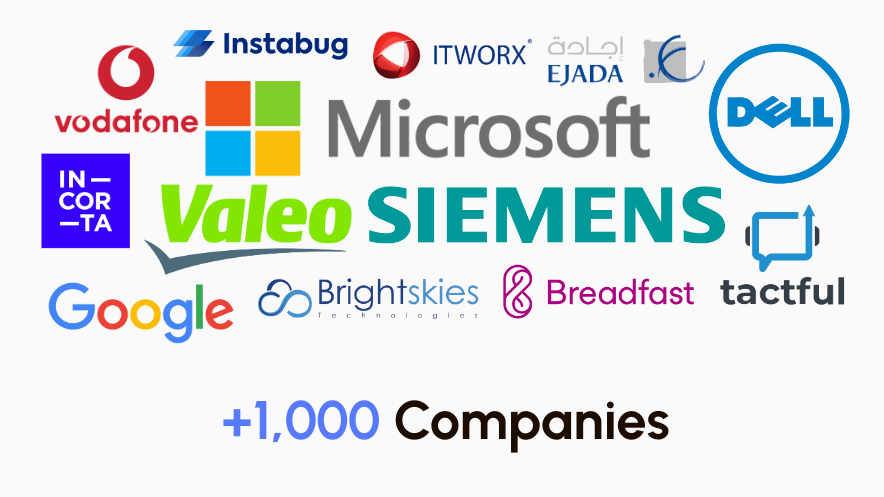 Instabug
ITWORX®
إجادة
EJADA
vodafone
Microsoft
DELL
IN—
COR
—TA
Valeo
SIEMENS
Google
Brightskies
Technologies
Breadfast
tactful
+1,000 Companies